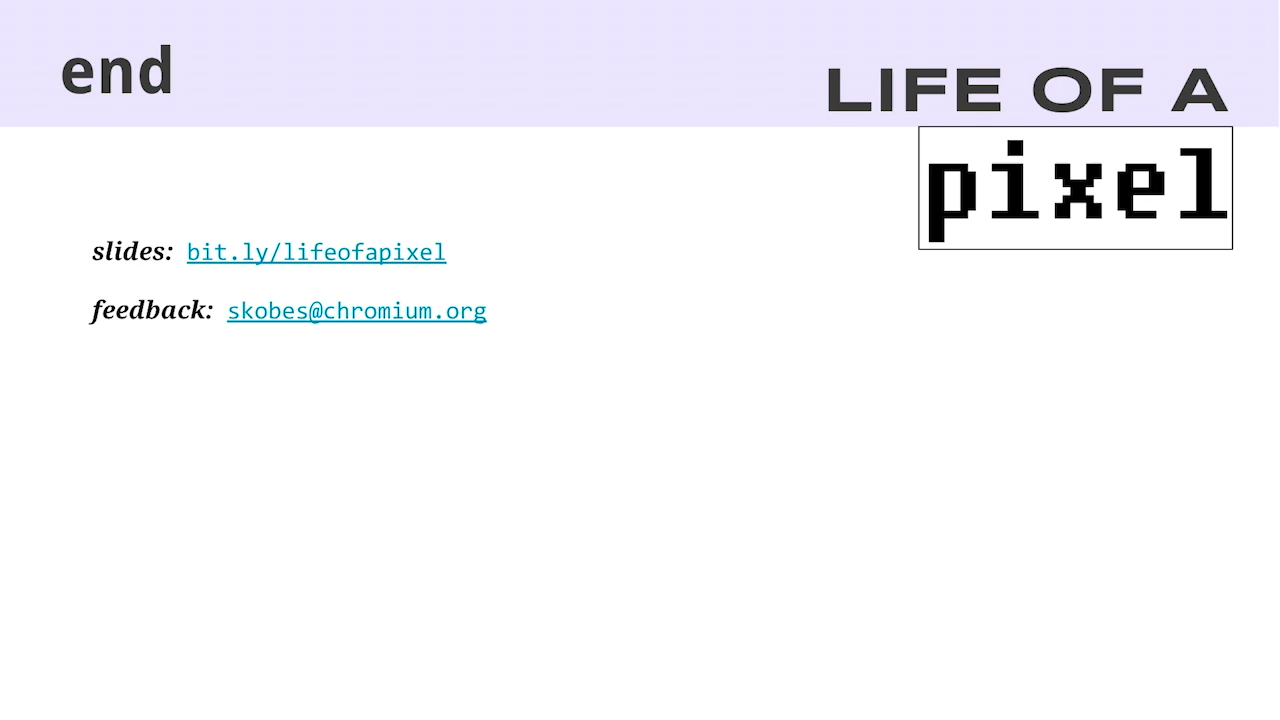 end
LIFE OF A
pixel
slides: bit.ly/lifeofapixel
feedback: skobes@chromium.org